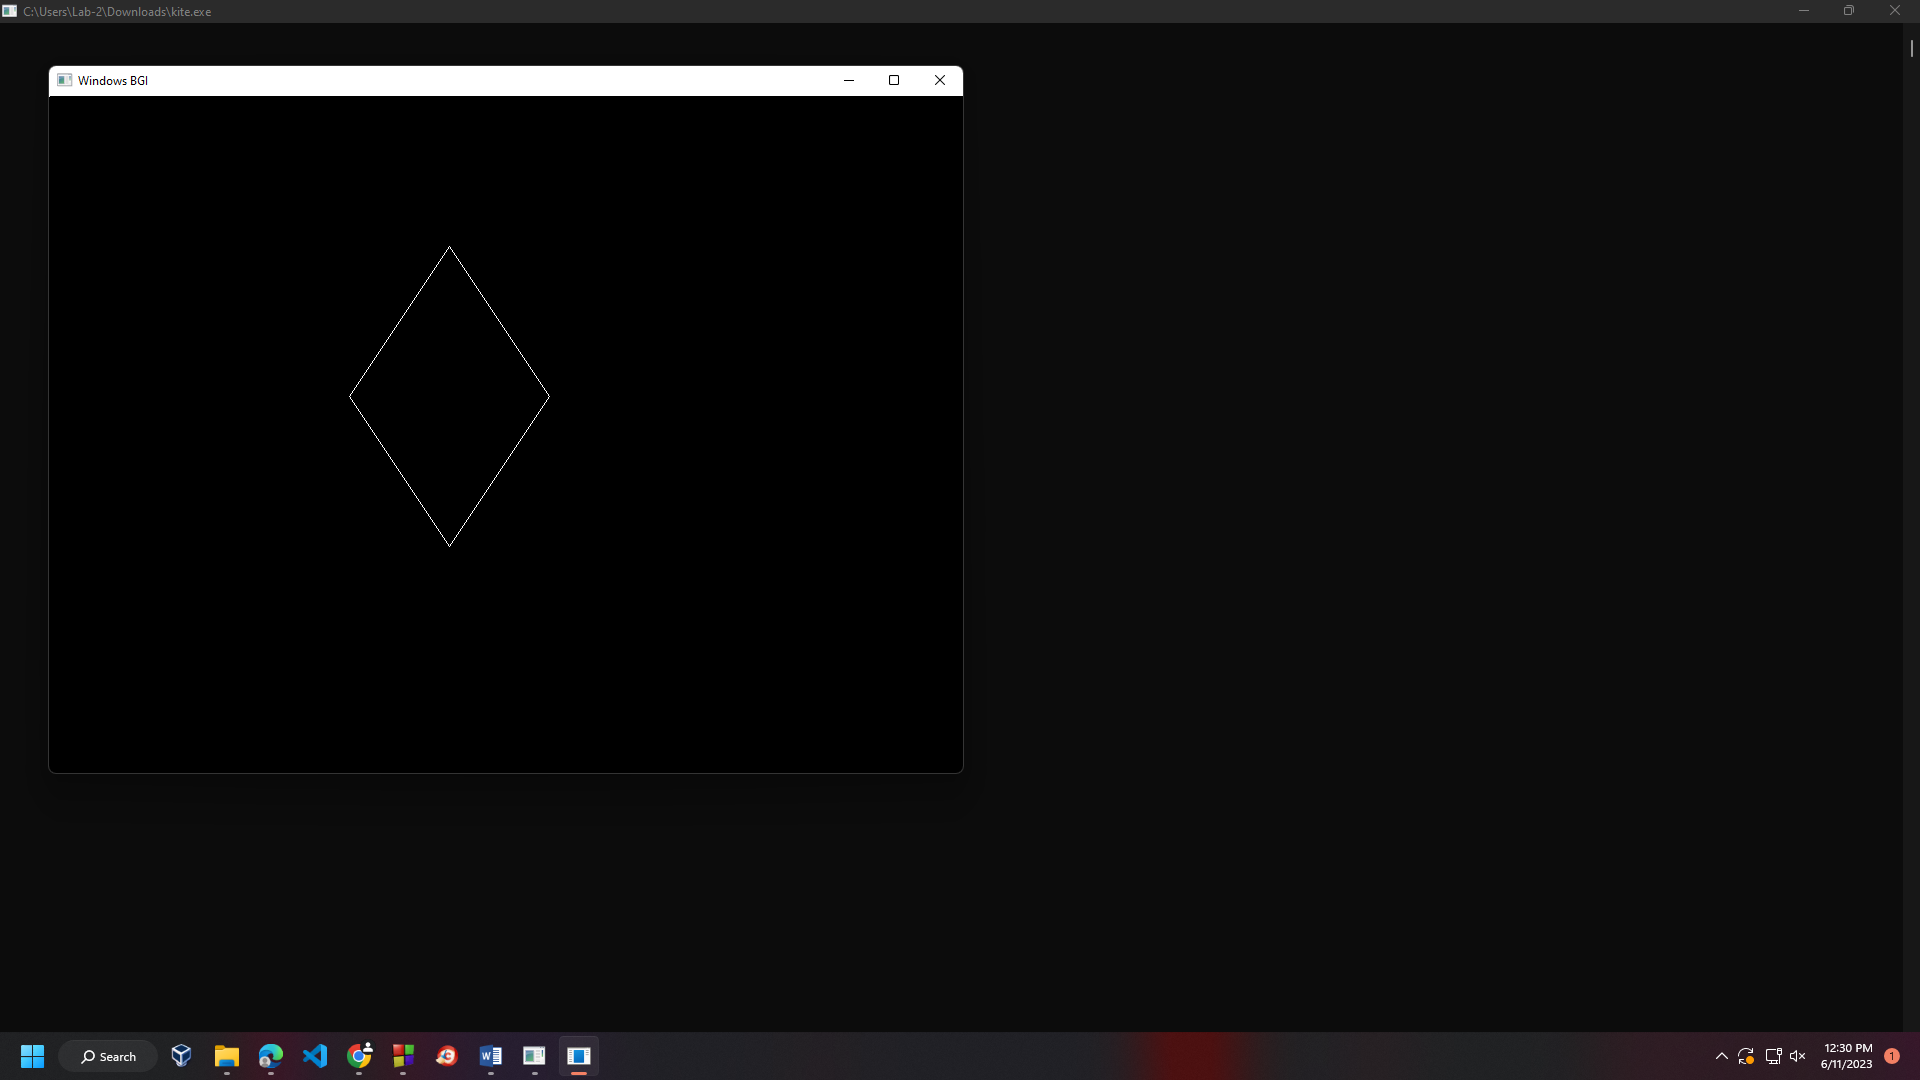 C:\Users\Lab-2\Downloads\kite.exe
Windows BGI
Search
12:30 PM
6/11/2023
1